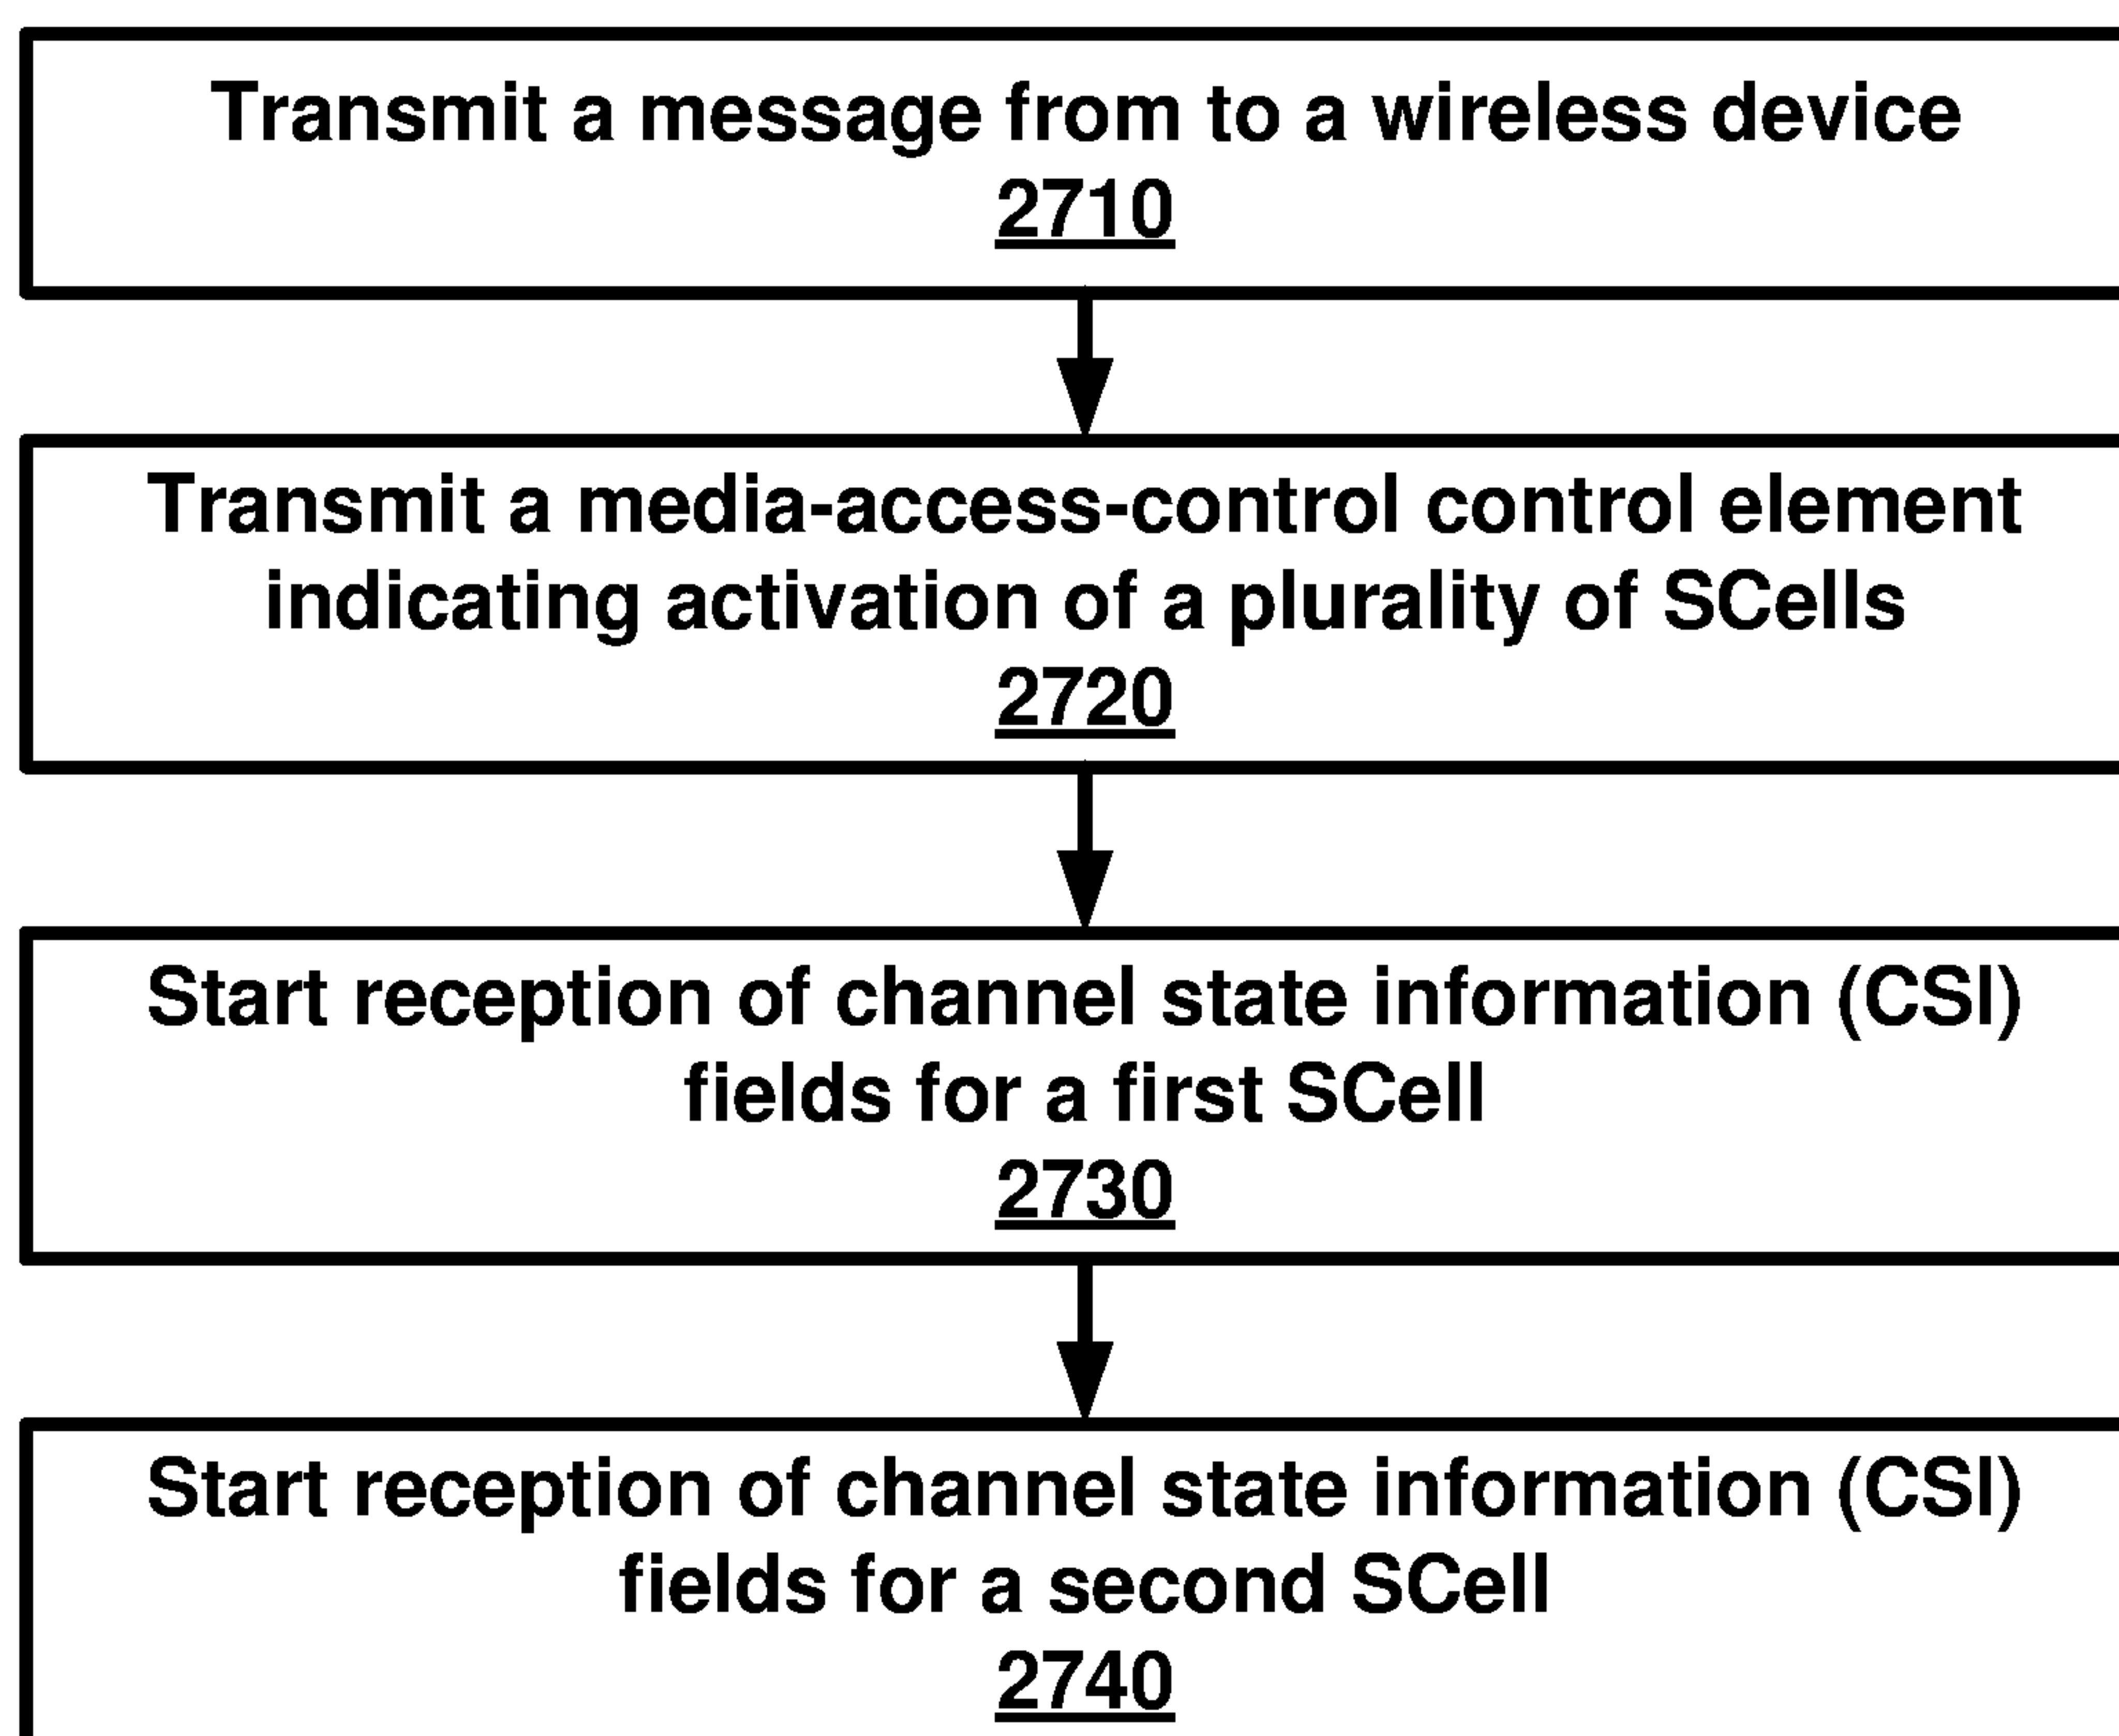 Transmit a message from to a wireless device
2710
Transmit a media-access-control control element
indicating activation of a plurality of SCells
2720
Start reception of channel state information (CSI)
fields for a first SCell
2730
Start reception of channel state information (CSI)
fields for a second SCell
2740